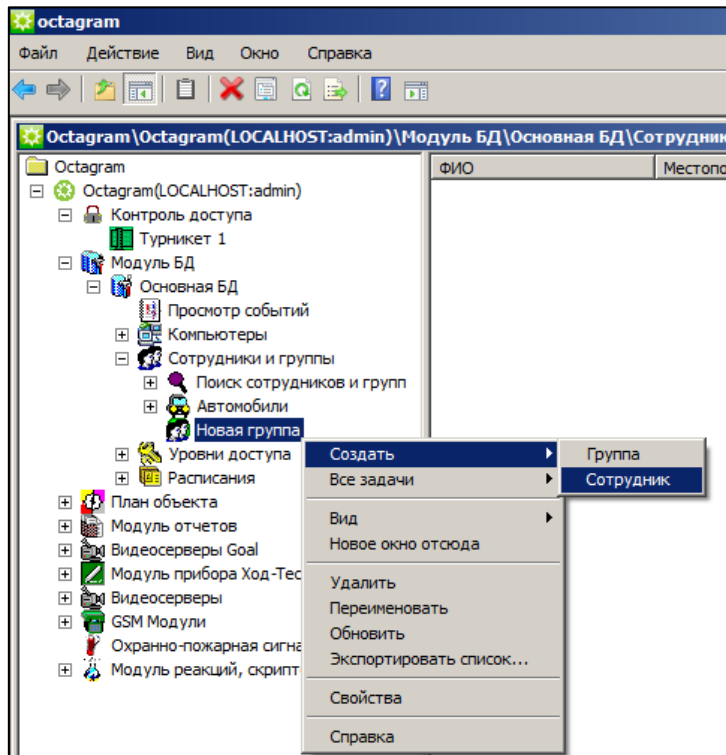 octagram
Файл Действие Вид Окно Справка
Octagram\Octagram(LOCALHOST:admin)\Модуль БД\Основная БД\Сотрудник
Octagram
ФИО Местопо
Octagram(LOCALHOST:admin)
Контроль доступа
Турникет 1
Модуль БД
Основная БД
Просмотр событий
Компьютеры
Сотрудники и группы
Поиск сотрудников и групп
Автомобили
Новая группа
Уровни доступа
Расписания
План объекта
Модуль отчетов
Видеосерверы Goal
Модуль прибора Ход-Тес
Видеосерверы
GSM Модули
Охранно-пожарная сигна
Модуль реакций, скрипт
Создать
Все задачи
Вид
Новое окно отсюда
Удалить
Переименовать
Обновить
Экспортировать список...
Свойства
Справка
Группа
Сотрудник